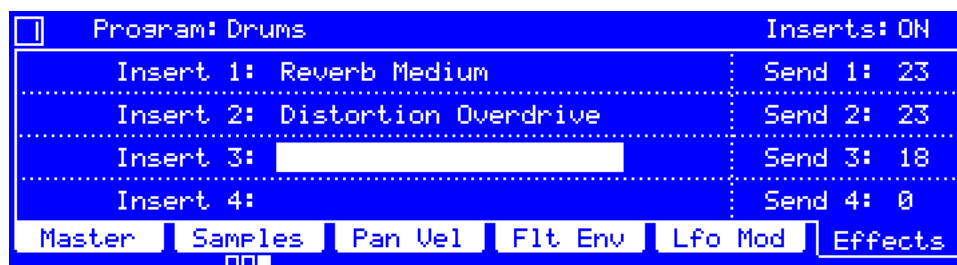 Program: Drums Inserts: ON
Insert 1: Reverb Medium Send 1: 23
Insert 2: Distortion Overdrive Send 2: 23
Insert 3: Send 3: 18
Insert 4: Send 4: 0
Master Samples Pan Vel Flt Env Lfo Mod Effects